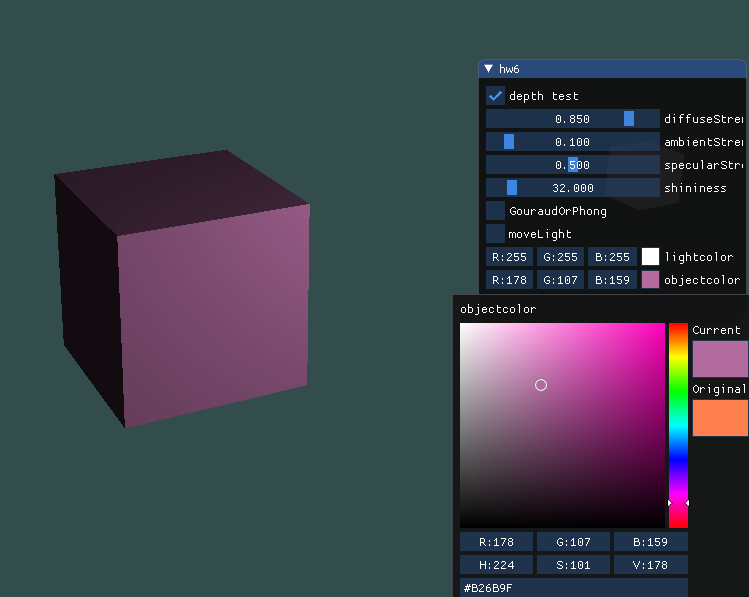 hw6
depth test
0.850 diffuseStre
0.100 ambientStre
0.500 specularStr
32.000 shininess
GouraudOrPhong
moveLight
R:255 G:255 B:255 lightcolor
R:178 G:107 B:159 objectcolor
objectcolor
Current
Original
R:178 G:107 B:159
H:224 S:101 V:178
#B26B9F